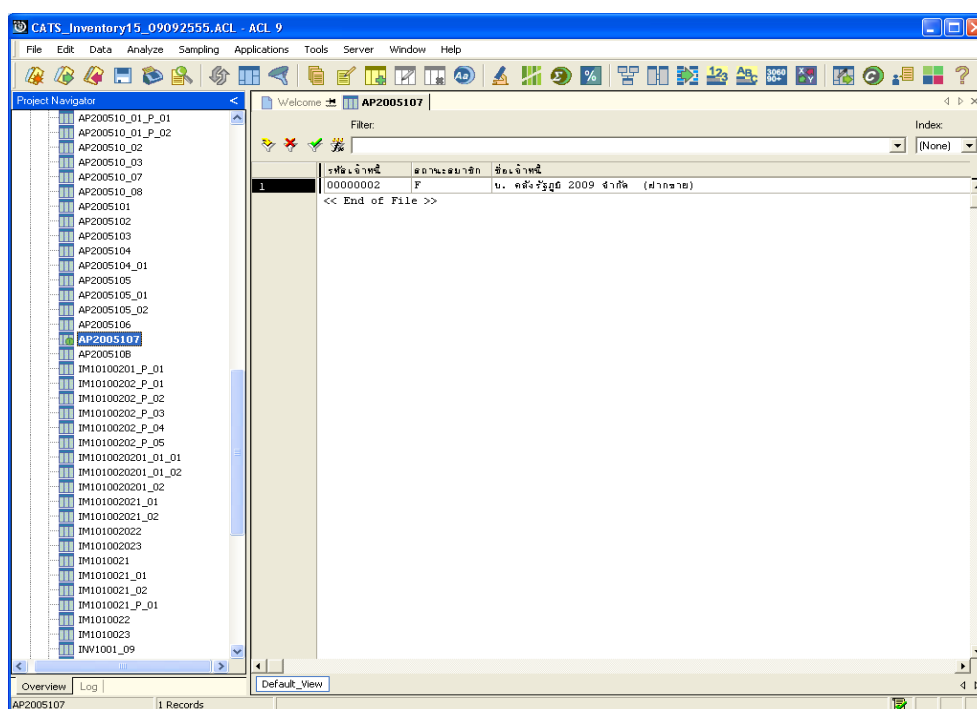 CATS_Inventory15_09092555.ACL - ACL 9
File Edit Data Analyze Sampling Applications Tools Server Window Help
Project Navigator <
Welcome AP2005107
AP200510_01_P_01
AP200510_01_P_02
AP200510_02
AP200510_03
AP200510_07
AP200510_08
AP2005101
AP2005102
AP2005103
AP2005104
AP2005104_01
AP2005105
AP2005105_01
AP2005105_02
AP2005106
AP2005107
AP200510B
IM10100201_P_01
IM10100202_P_01
IM10100202_P_02
IM10100202_P_03
IM10100202_P_04
IM10100202_P_05
IM1010020201_01_01
IM1010020201_01_02
IM1010020201_02
IM101002021_01
IM101002021_02
IM101002022
IM101002023
IM1010021
IM1010021_01
IM1010021_02
IM1010021_P_01
IM1010022
IM1010023
INV1001_09
Overview Log
Filter: Index:
(None)
รหัสเจ้าหนี้ สถานะสมาชิก ชื่อเจ้าหนี้
1 00000002 F บ. คลังรัฐภูมิ 2009 จำกัด (ฝากขาย)
<< End of File >>
Default_View
AP2005107 1 Records